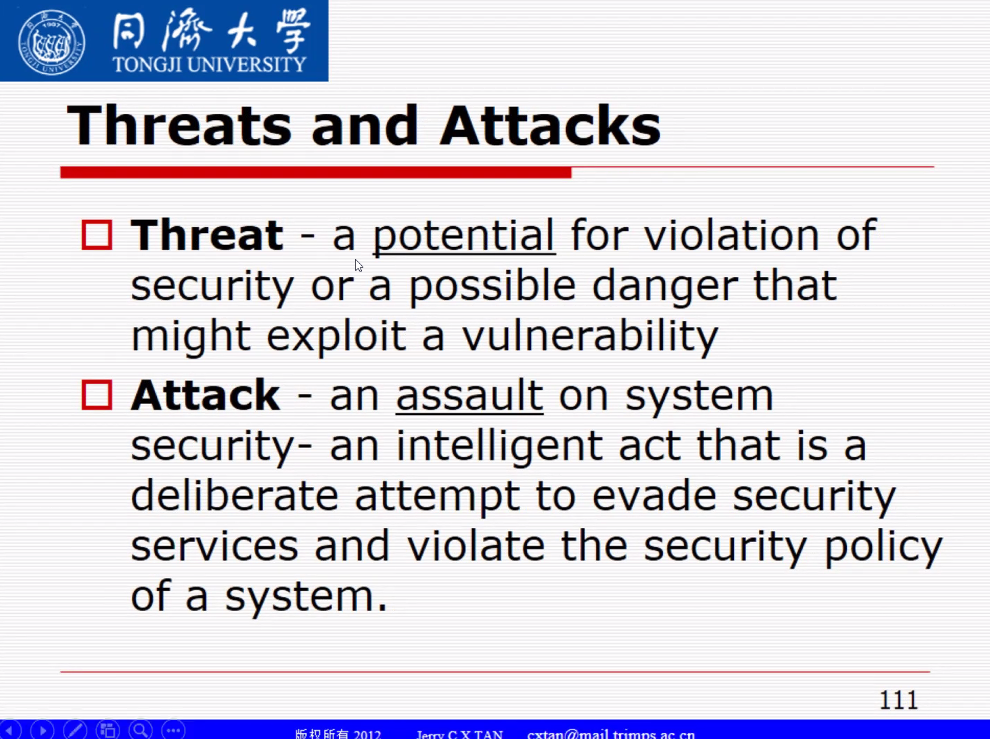 同濟大學
TONGJI UNIVERSITY
Threats and Attacks
Threat - a potential for violation of
security or a possible danger that
might exploit a vulnerability
Attack - an assault on system
security- an intelligent act that is a
deliberate attempt to evade security
services and violate the security policy
of a system.
111
版权所有 2012 Jerry C X TAN cxtan@mail.trimps.ac.cn